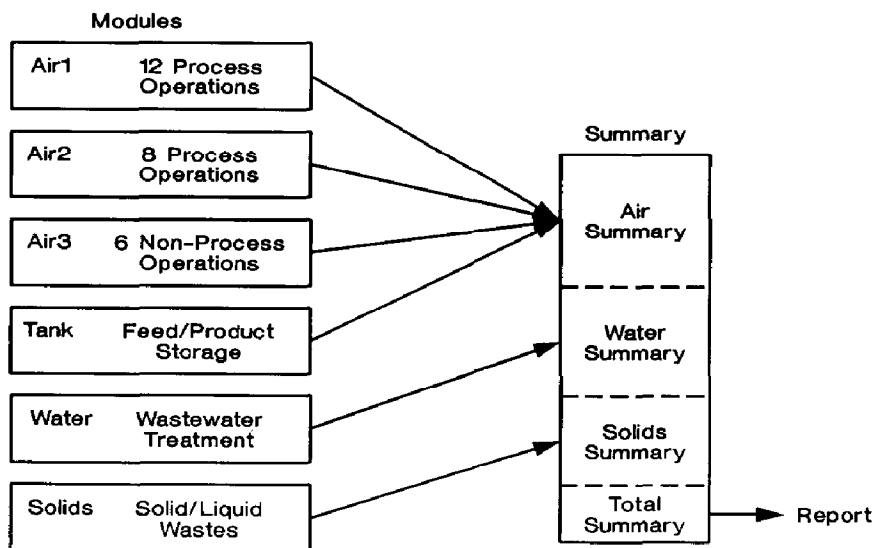 Modules
Air1 12 Process
Operations
Air2 8 Process
Operations
Air3 6 Non-Process
Operations
Tank Feed/Product
Storage
Water Wastewater
Treatment
Solids Solid/Liquid
Wastes
Summary
Air
Summary
Water
Summary
Solids
Summary
Total
Summary
Report